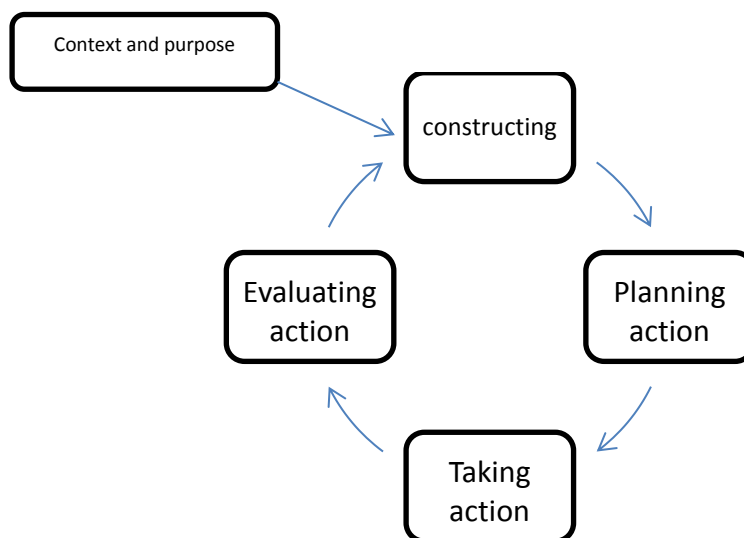 Context and purpose
constructing
Evaluating
action
Planning
action
Taking
action